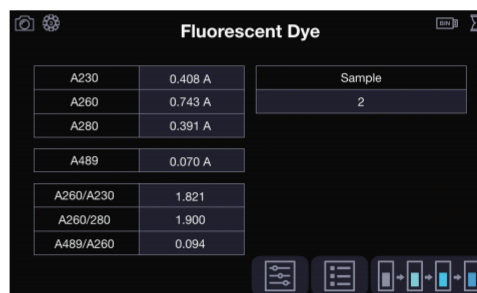 Fluorescent Dye
BIN
A230 0.408 A
A260 0.743 A
A280 0.391 A
A489 0.070 A
A260/A230 1.821
A260/280 1.900
A489/A260 0.094
Sample
2